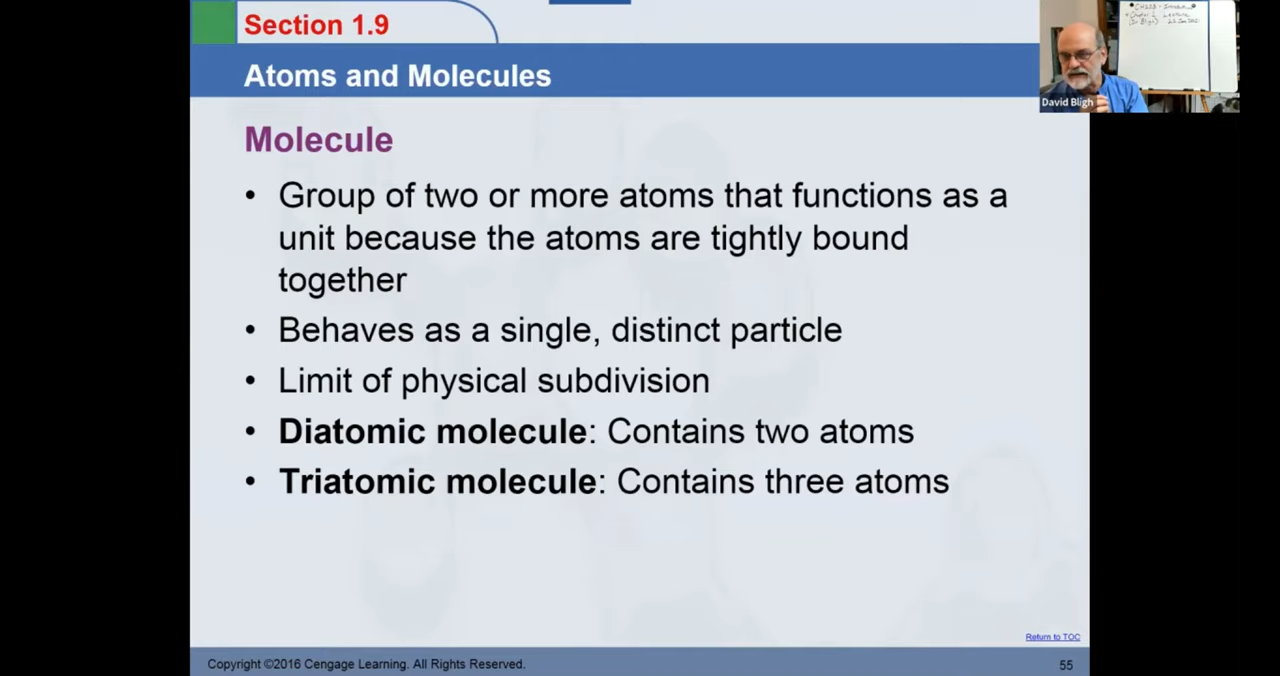 Section 1.9
Atoms and Molecules
Molecule
• Group of two or more atoms that functions as a
unit because the atoms are tightly bound
together
• Behaves as a single, distinct particle
• Limit of physical subdivision
• Diatomic molecule: Contains two atoms
• Triatomic molecule: Contains three atoms
Return to TOC
Copyright ©2016 Cengage Learning. All Rights Reserved.
55
Lecture
David Bligh